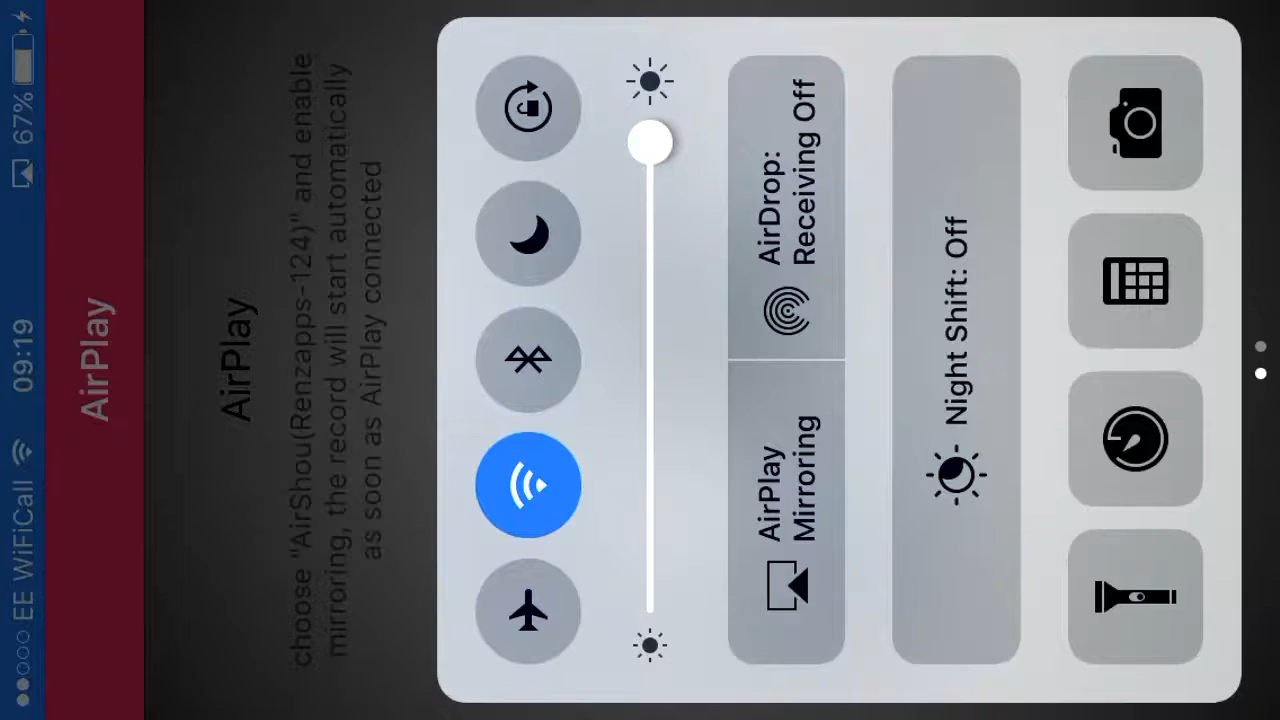 EE WiFiCall 09:19 67%
AirPlay
AirPlay
choose "AirShou(Renzapps-124)" and enable
mirroring, the record will start automatically
as soon as AirPlay connected
AirPlay
Mirroring
AirDrop:
Receiving Off
Night Shift: Off